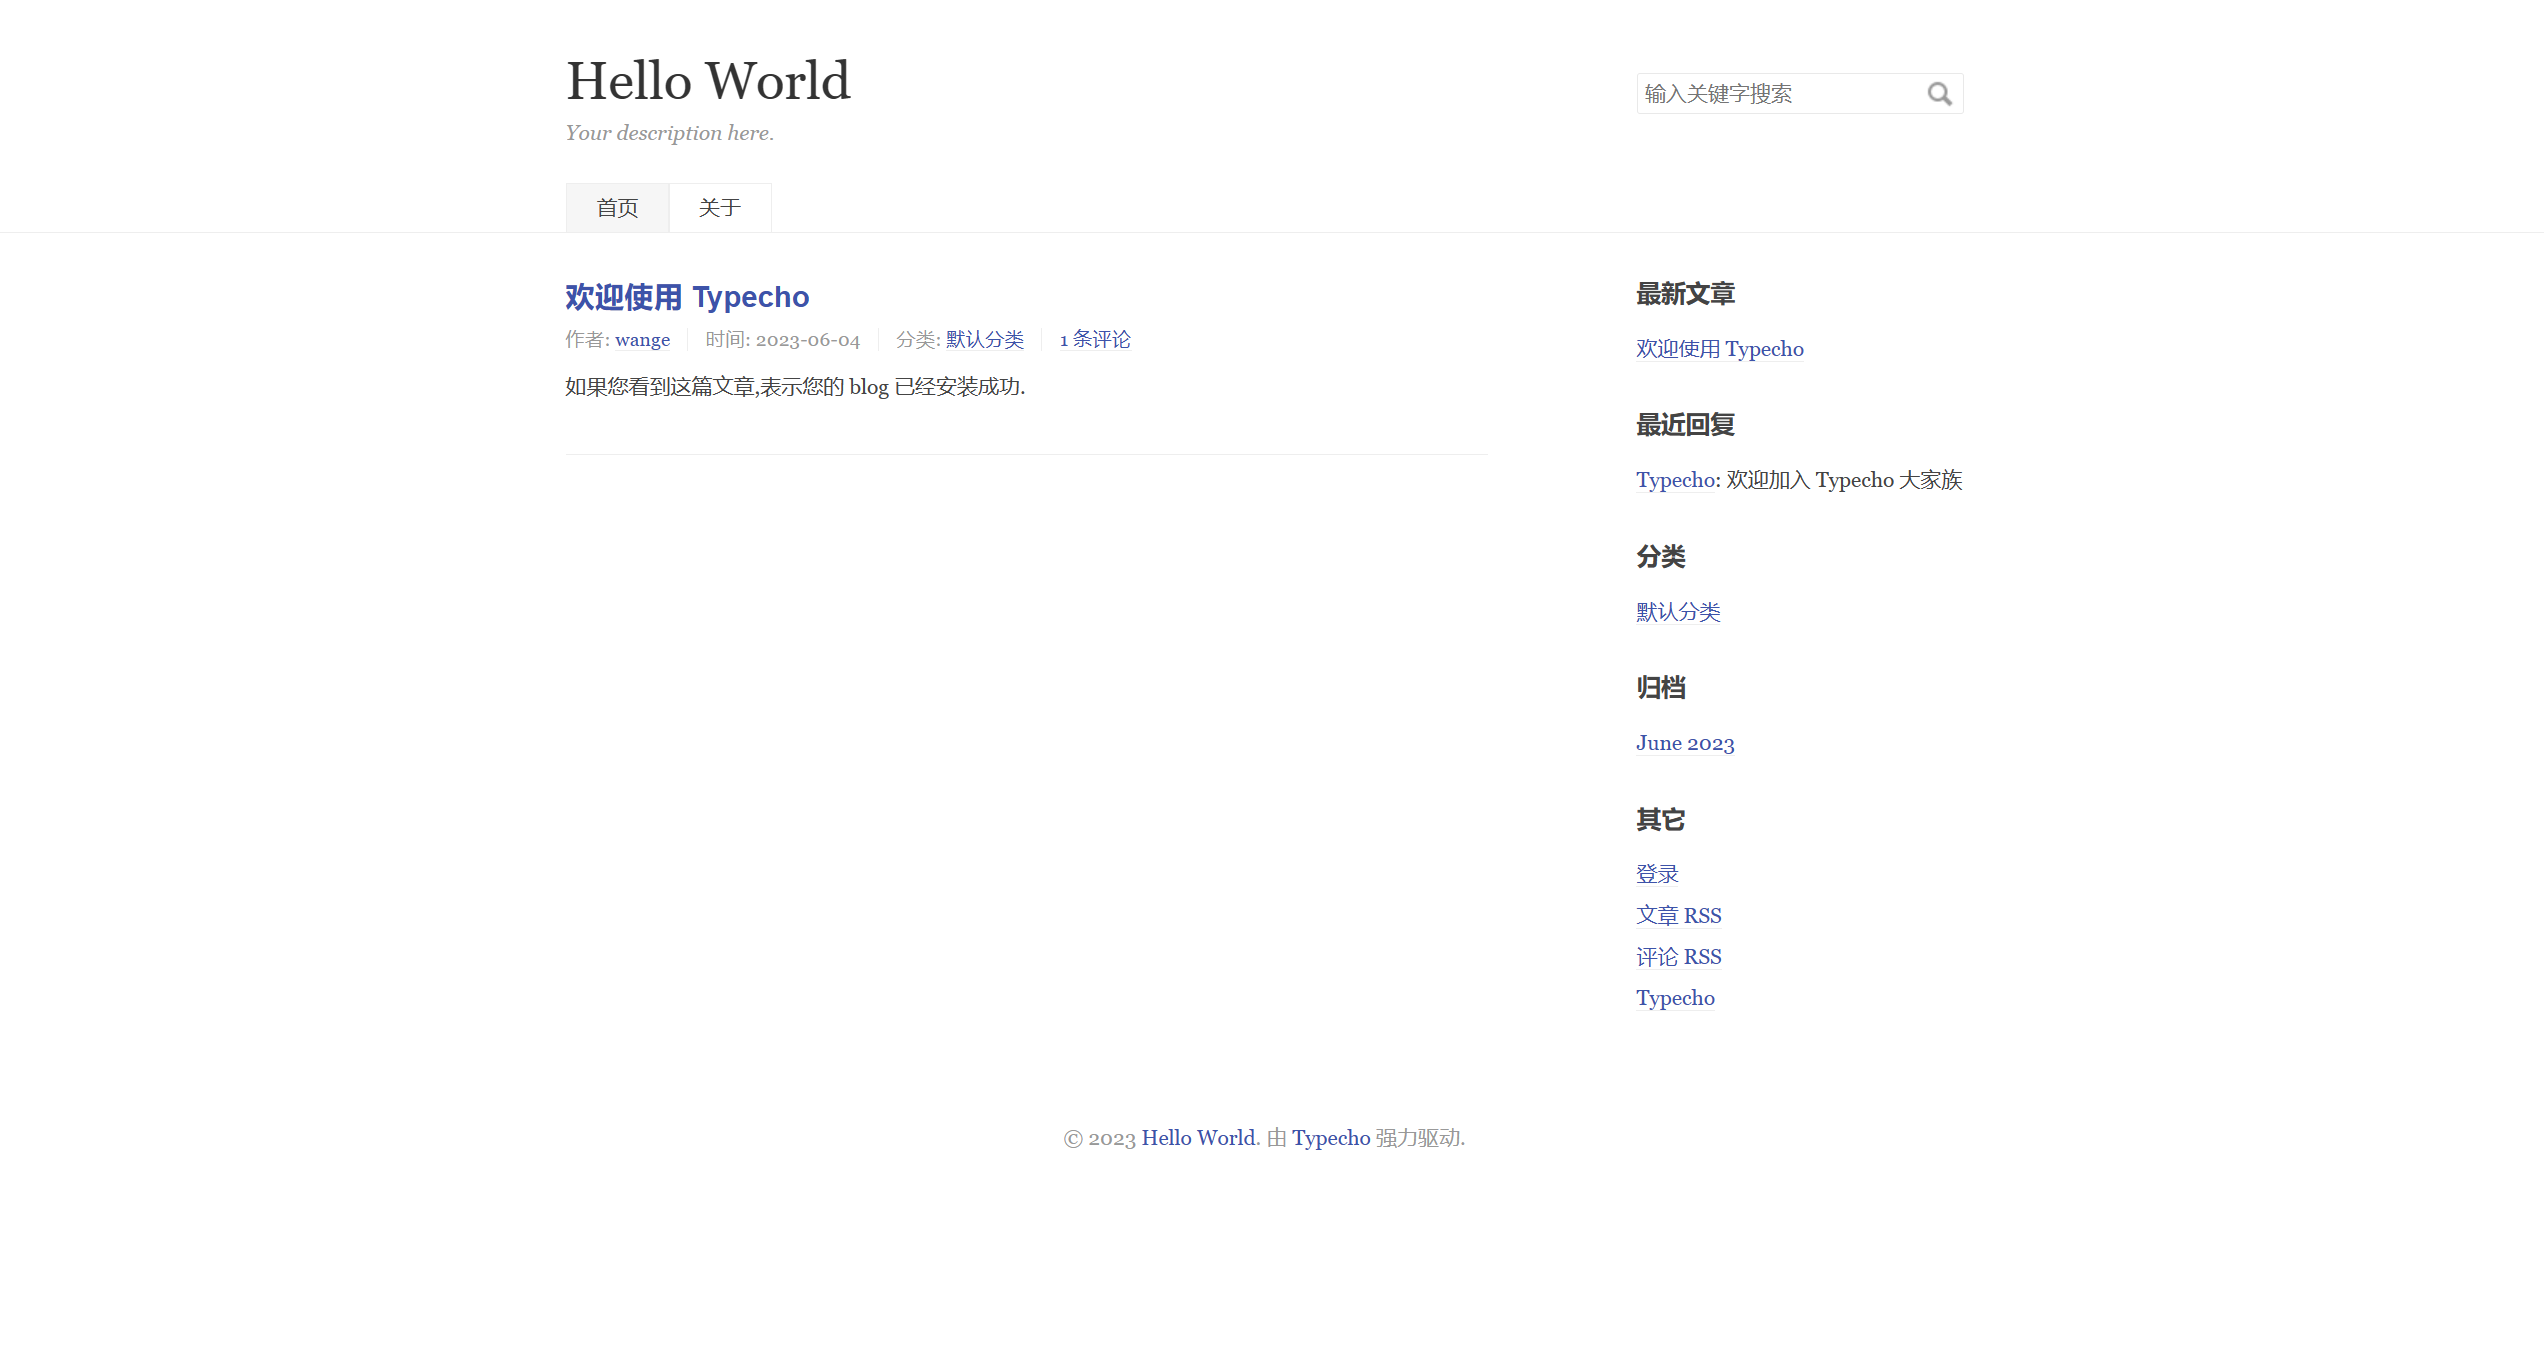 Hello World
Your description here.
输入关键字搜索
首页 关于
欢迎使用 Typecho
作者: wange 时间: 2023-06-04 分类: 默认分类 1 条评论
如果您看到这篇文章,表示您的 blog 已经安装成功.
最新文章
欢迎使用 Typecho
最近回复
Typecho: 欢迎加入 Typecho 大家族
分类
默认分类
归档
June 2023
其它
登录
文章 RSS
评论 RSS
Typecho
© 2023 Hello World. 由 Typecho 强力驱动.